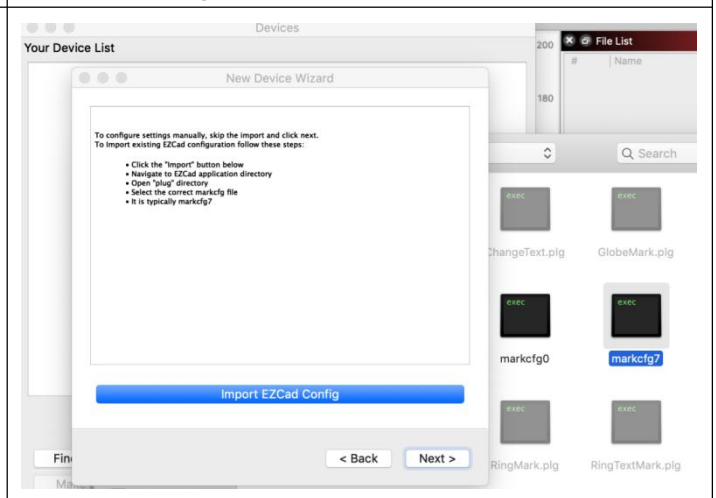 Devices
Your Device List
New Device Wizard
To configure settings manually, skip the import and click next.
To Import existing EZCad configuration follow these steps:
• Click the "Import" button below
• Navigate to EZCad application directory
• Open "plug" directory
• Select the correct markcfg file
• It is typically markcfg7
Import EZCad Config
< Back Next >
200
180
File List
# Name
Search
exec exec
ChangeText.plg GlobeMark.plg
exec exec
markcfg0 markcfg7
exec exec
RingMark.plg RingTextMark.plg